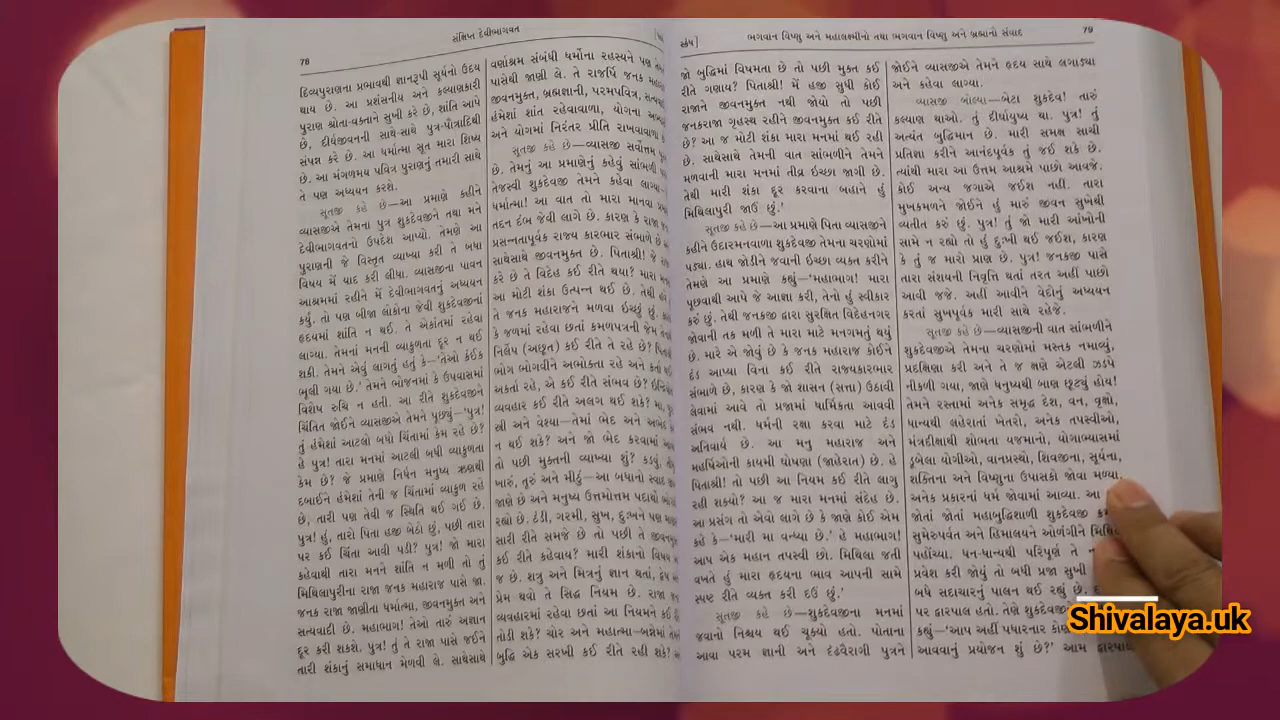 78
સંક્ષિપ્ત દેવીભાગવત
દિવ્યપુરાણના પ્રભાવથી જ્ઞાનરૂપી સૂર્યનો ઉદય
થાય છે. આ પ્રશંસનીય અને કલ્યાણકારી
પુરાણ શ્રોતા-વક્તાને સુખી કરે છે, શાંતિ આપે
છે, દીર્ઘજીવનની સાથે-સાથે પુત્ર-પૌત્રાદિથી
સંપન્ન કરે છે. આ ધર્માત્મા સૂત મારા શિષ્ય
છે. આ મંગળમય પવિત્ર પુરાણનું તમારી સાથે
તે પણ અધ્યયન કરશે.
સૂતજી કહે છે—આ પ્રમાણે કહીને
વ્યાસજીએ તેમના પુત્ર શુકદેવજીને તથા મને
દેવીભાગવતનો ઉપદેશ આપ્યો. તેમણે આ
પુરાણની જે વિસ્તૃત વ્યાખ્યા કરી તે બધા
વિષય મેં યાદ કરી લીધા. વ્યાસજીના પાવન
આશ્રમમાં રહીને મેં દેવીભાગવતનું અધ્યયન
કર્યું. તો પણ બીજા લોકોના જેવી શુકદેવજીનાં
હૃદયમાં શાંતિ ન થઈ. તે એકાંતમાં રહેવા
લાગ્યા. તેમનાં મનની વ્યાકુળતા દૂર ન થઈ
શકી. તેમને એવું લાગતું હતું કે—'તેઓ કંઈક
ભૂલી ગયા છે.' તેમને ભોજનમાં કે ઉપવાસમાં
વિશેષ રુચિ ન હતી. આ રીતે શુકદેવજીને
ચિંતિત જોઈને વ્યાસજીએ તેમને પૂછ્યું—'પુત્ર!
તું હંમેશાં આટલો બધો ચિંતામાં કેમ રહે છે?
હે પુત્ર! તારા મનમાં આટલી બધી વ્યાકુળતા
કેમ છે? જે પ્રમાણે નિર્ધન મનુષ્ય ઋણથી
દબાઈને હંમેશાં તેની જ ચિંતામાં વ્યાકુળ રહે
છે, તારી પણ તેવી જ સ્થિતિ થઈ ગઈ છે.
પુત્ર! હું, તારો પિતા હજી બેઠો છું, પછી તારા
પર કઈ ચિંતા આવી પડી? પુત્ર! જો મારા
કહેવાથી તારા મનને શાંતિ ન મળી તો તું
મિથિલાપુરીના રાજા જનક મહારાજ પાસે જા.
જનક રાજા જાણીતા ધર્માત્મા, જીવનમુક્ત અને
સત્યવાદી છે. મહાભાગ! તેઓ તારું અજ્ઞાન
દૂર કરી શકશે. પુત્ર! તું તે રાજા પાસે જઈને
તારી શંકાનું સમાધાન મેળવી લે. સાથેસાથે
વર્ણાશ્રમ સંબંધી ધર્મોના રહસ્યને પણ
પાસેથી જાણી લે. તે રાજર્ષિ જનક
જીવનમુક્ત, બ્રહ્મજ્ઞાની, પરમપવિત્ર,
હંમેશાં શાંત રહેવાવાળા, યોગના
અને યોગમાં નિરંતર પ્રીતિ રાખવાવાળા
સૂતજી કહે છે—વ્યાસજી સર્વોત્તમ
છે. તેમનું આ પ્રમાણેનું કહેવું સાંભળી
તેજસ્વી શુકદેવજી તેમને કહેવા લાગ્યા—
ધર્માત્મા! આ વાત તો મારા માનવા
તદન દંભ જેવી લાગે છે. કારણ કે રાજા
પ્રસન્નતાપૂર્વક રાજ્ય કારભાર સંભાળે છે
સાથેસાથે જીવનમુક્ત છે. પિતાશ્રી! જે
કરે છે તે વિદેહ કઈ રીતે થયા? મારા
આ મોટી શંકા ઉત્પન્ન થઈ છે. તેથી
તે જનક મહારાજને મળવા ઇચ્છું છું.
કે જળમાં રહેવા છતાં કમળપત્રની જેમ
નિર્લેપ (અછૂત) કઈ રીતે તે રહે છે?
ભોગ ભોગવીને અભોક્તા રહે અને
અકર્તા રહે, એ કઈ રીતે સંભવ છે?
વ્યવહાર કઈ રીતે અલગ થઈ શકે?
સ્ત્રી અને વેશ્યા—તેમાં ભેદ અને
ન થઈ શકે? અને જો ભેદ કરવામાં
તો પછી મુક્તની વ્યાખ્યા શું? કડવું,
ખારું, તૂરું અને મીઠું— આ બધાનો સ્વાદ
જાણે છે અને મનુષ્ય ઉત્તમોત્તમ પદાર્થો
રહ્યો છે. ઠંડી, ગરમી, સુખ, દુઃખને પણ
સારી રીતે સમજે છે તો પછી તે
કઈ રીતે કહેવાય? મારી શંકાનો વિષય
જ છે. શત્રુ અને મિત્રનું જ્ઞાન થતાં,
પ્રેમ થવો તે સિદ્ધ નિયમ છે. રાજા
વ્યવહારમાં રહેવા છતાં આ નિયમને કઈ
તોડી શકે? ચોર અને મહાત્મા—બન્નેમાં
બુદ્ધિ એક સરખી કઈ રીતે રહી શકે?
સ્કંધ]
ભગવાન વિષ્ણુ અને મહાલક્ષ્મીનો તથા ભગવાન વિષ્ણુ અને બ્રહ્માનો સંવાદ
79
જો બુદ્ધિમાં વિષમતા છે તો પછી મુક્ત કઈ
રીતે ગણાય? પિતાશ્રી! મેં હજી સુધી કોઈ
રાજાને જીવનમુક્ત નથી જોયો તો પછી
જનકરાજા ગૃહસ્થ રહીને જીવનમુક્ત કઈ રીતે
છે? આ જ મોટી શંકા મારા મનમાં થઈ રહી
છે. સાથેસાથે તેમની વાત સાંભળીને તેમને
મળવાની મારા મનમાં તીવ્ર ઇચ્છા જાગી છે.
તેથી મારી શંકા દૂર કરવાના બહાને હું
મિથિલાપુરી જાઉં છું.'
સૂતજી કહે છે—આ પ્રમાણે પિતા વ્યાસજીને
કહીને ઉદારમનવાળા શુકદેવજી તેમના ચરણોમાં
પડ્યા. હાથ જોડીને જવાની ઇચ્છા વ્યક્ત કરીને
તેમણે આ પ્રમાણે કહ્યું—'મહાભાગ! મારા
પૂછવાથી આપે જે આજ્ઞા કરી, તેનો હું સ્વીકાર
કરું છું. તેથી જનકજી દ્વારા સુરક્ષિત વિદેહનગર
જોવાની તક મળી તે મારા માટે મનગમતું થયું
છે. મારે એ જોવું છે કે જનક મહારાજ કોઈને
દંડ આપ્યા વિના કઈ રીતે રાજ્યકારભાર
સંભાળે છે, કારણ કે જો શાસન (સત્તા) ઉઠાવી
લેવામાં આવે તો પ્રજામાં ધાર્મિકતા આવવી
સંભવ નથી. ધર્મની રક્ષા કરવા માટે દંડ
અનિવાર્ય છે. આ મનુ મહારાજ અને
મહર્ષિઓની કાયમી ઘોષણા (જાહેરાત) છે. હે
પિતાશ્રી! તો પછી આ નિયમ કઈ રીતે લાગુ
રહી શક્યો? આ જ મારા મનમાં સંદેહ છે.
આ પ્રસંગ તો એવો લાગે છે કે જાણે કોઈ એમ
કહે કે—'મારી મા વન્ધ્યા છે.' હે મહાભાગ!
આપ એક મહાન તપસ્વી છો. મિથિલા જતી
વખતે હું મારા હૃદયના ભાવ આપની સામે
સ્પષ્ટ રીતે વ્યક્ત કરી દઉં છું.'
સૂતજી કહે છે—શુકદેવજીના મનમાં
જવાનો નિશ્ચય થઈ ચૂક્યો હતો. પોતાના
આવા પરમ જ્ઞાની અને દઢવૈરાગી પુત્રને
જોઈને વ્યાસજીએ તેમને હૃદય સાથે લગાડ્યા
અને કહેવા લાગ્યા.
વ્યાસજી બોલ્યા—બેટા શુકદેવ! તારું
કલ્યાણ થાઓ. તું દીર્ઘાયુષ્ય થા. પુત્ર! તું
અત્યંત બુદ્ધિમાન છે. મારી સમક્ષ સાચી
પ્રતિજ્ઞા કરીને આનંદપૂર્વક તું જઈ શકે છે.
ત્યાંથી મારા આ ઉત્તમ આશ્રમે પાછો આવજે.
કોઈ અન્ય જગાએ જઈશ નહીં. તારા
મુખકમળને જોઈને હું મારું જીવન સુખેથી
વ્યતીત કરું છું. પુત્ર! તું જો મારી આંખોની
સામે ન રહ્યો તો હું દુઃખી થઈ જઈશ, કારણ
કે તું જ મારો પ્રાણ છે. પુત્ર! જનકજી પાસે
તારા સંશયની નિવૃત્તિ થતાં તરત અહીં પાછો
આવી જજે. અહીં આવીને વેદોનું અધ્યયન
કરતાં સુખપૂર્વક મારી સાથે રહેજે.
સૂતજી કહે છે—વ્યાસજીની વાત સાંભળીને
શુકદેવજીએ તેમના ચરણોમાં મસ્તક નમાવ્યું,
પ્રદક્ષિણા કરી અને તે જ ક્ષણે એટલી ઝડપે
નીકળી ગયા, જાણે ધનુષ્યથી બાણ છૂટ્યું હોય!
તેમને રસ્તામાં અનેક સમૃદ્ધ દેશ, વન, વૃક્ષો,
ધાન્યથી લહેરાતાં ખેતરો, અનેક તપસ્વીઓ,
મંત્રદીક્ષાથી શોભતા યજમાનો, યોગાભ્યાસમાં
ડૂબેલા યોગીઓ, વાનપ્રસ્થો, શિવજીના, સૂર્યના,
શક્તિના અને વિષ્ણુના ઉપાસકો જોવા મળ્યા.
અનેક પ્રકારનાં ધર્મ જોવામાં આવ્યા. આ
જોતાં જોતાં મહાબુદ્ધિશાળી શુકદેવજી
સુમેરુપર્વત અને હિમાલયને ઓળંગીને
પહોંચ્યા. ધન-ધાન્યથી પરિપૂર્ણ તે
પ્રવેશ કરી જોયું તો બધી પ્રજા સુખી
બધે સદાચારનું પાલન થઈ રહ્યું છે.
પર દ્વારપાળ હતો. તેણે
કહ્યું—'આપ અહીં પધારનાર કોણ
આવવાનું પ્રયોજન શું છે?' આમ
Shivalaya.uk